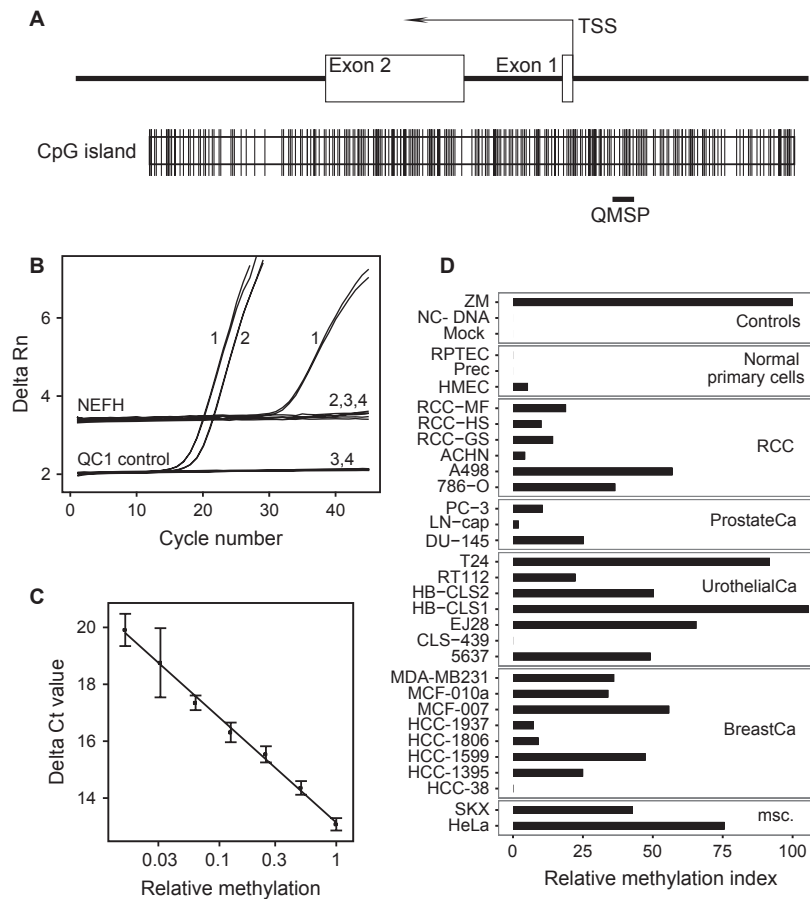 A
TSS
Exon 2
Exon 1
CpG island
QMSP
B
Delta Rn
6
4
2
1
2
1
NEFH
2,3,4
QC1 control
3,4
0
10
20
30
40
Cycle number
C
Delta Ct value
20
18
16
14
0.03
0.1
0.3
1
Relative methylation
D
ZM
NC- DNA
Mock
Controls
RPTEC
Prec
HMEC
Normal
primary cells
RCC−MF
RCC−HS
RCC−GS
ACHN
A498
786−O
RCC
PC−3
LN−cap
DU−145
ProstateCa
T24
RT112
HB−CLS2
HB−CLS1
EJ28
CLS−439
5637
UrothelialCa
MDA−MB231
MCF−010a
MCF−007
HCC−1937
HCC−1806
HCC−1599
HCC−1395
HCC−38
BreastCa
SKX
HeLa
msc.
0
25
50
75
100
Relative methylation index